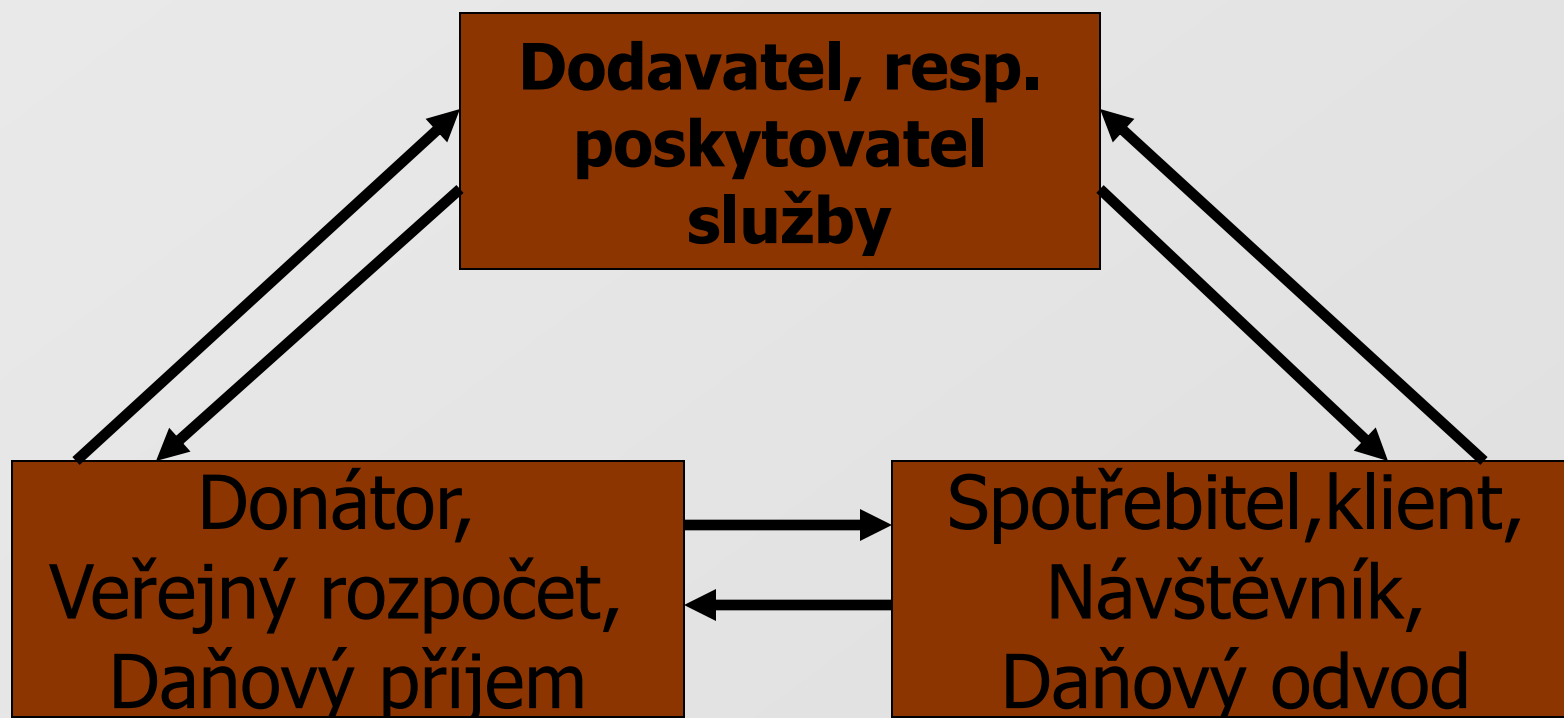 Dodavatel, resp.
poskytovatel
služby
Donátor,
Veřejný rozpočet,
Daňový příjem
Spotřebitel,klient,
Návštěvník,
Daňový odvod